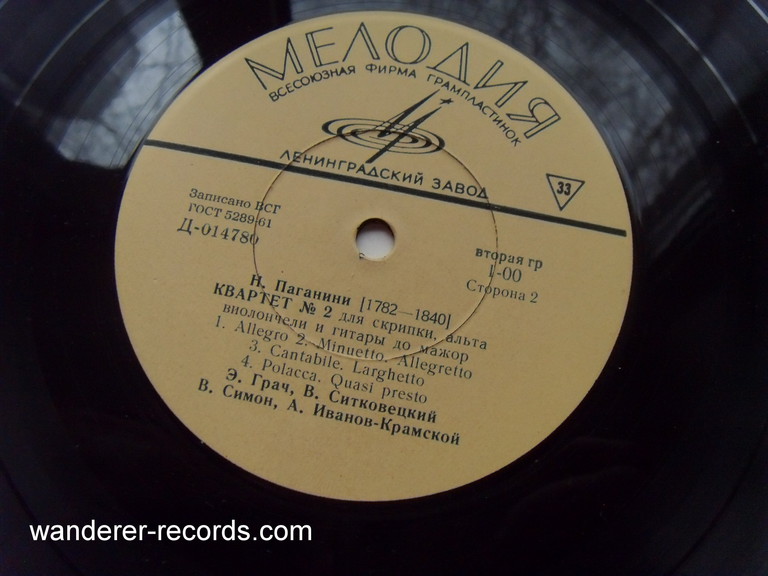 МЕЛОДИЯ
ВСЕСОЮЗНАЯ ФИРМА ГРАМПЛАСТИНОК
ЛЕНИНГРАДСКИЙ ЗАВОД
33
Записано ВСГ
ГОСТ 5289-61
Д-014780
вторая гр
1-00
Сторона 2
Н. Паганини [1782—1840]
КВАРТЕТ № 2 для скрипки, альта
виолончели и гитары до мажор
1. Allegro 2. Minuetto. Allegretto
3. Cantabile. Larghetto
4. Polacca. Quasi presto
Э. Грач, В. Ситковецкий
В. Симон, А. Иванов-Крамской
wanderer-records.com